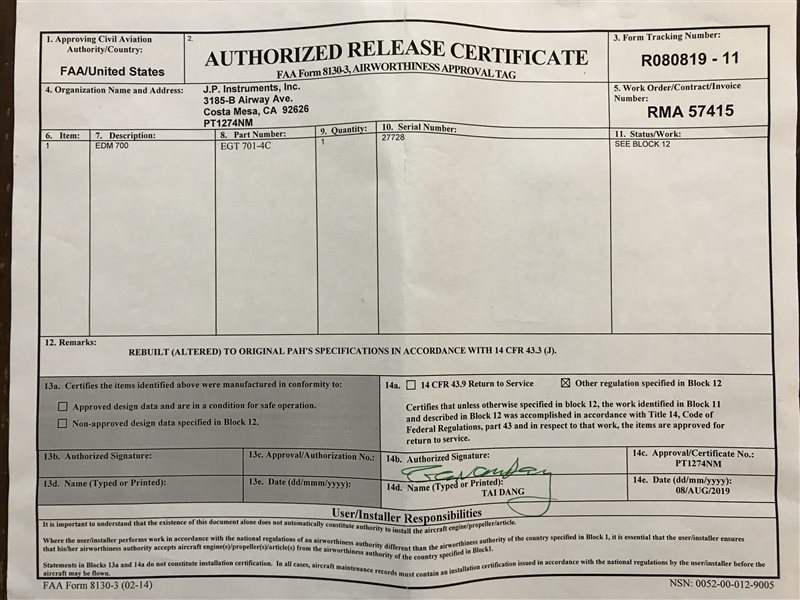 1. Approving Civil Aviation
Authority/Country:
FAA/United States
2.
AUTHORIZED RELEASE CERTIFICATE
FAA Form 8130-3, AIRWORTHINESS APPROVAL TAG
3. Form Tracking Number:
R080819 - 11
4. Organization Name and Address:
J.P. Instruments, Inc.
3185-B Airway Ave.
Costa Mesa, CA 92626
PT1274NM
5. Work Order/Contract/Invoice
Number:
RMA 57415
6. Item: 7. Description: 8. Part Number: 9. Quantity: 10. Serial Number: 11. Status/Work:
1 EDM 700 EGT 701-4C 1 27728 SEE BLOCK 12
12. Remarks:
REBUILT (ALTERED) TO ORIGINAL PAH'S SPECIFICATIONS IN ACCORDANCE WITH 14 CFR 43.3 (J).
13a. Certifies the items identified above were manufactured in conformity to:
Approved design data and are in a condition for safe operation.
Non-approved design data specified in Block 12.
14a. 14 CFR 43.9 Return to Service Other regulation specified in Block 12
Certifies that unless otherwise specified in block 12, the work identified in Block 11
and described in Block 12 was accomplished in accordance with Title 14, Code of
Federal Regulations, part 43 and in respect to that work, the items are approved for
return to service.
13b. Authorized Signature: 13c. Approval/Authorization No.:
14b. Authorized Signature:
14c. Approval/Certificate No.:
PT1274NM
13d. Name (Typed or Printed): 13e. Date (dd/mmm/yyyy):
14d. Name (Typed or Printed):
TAI DANG
14e. Date (dd/mm/yyyy):
08/AUG/2019
User/Installer Responsibilities
It is important to understand that the existence of this document alone does not automatically constitute authority to install the aircraft engine/propeller/article.
Where the user/installer performs work in accordance with the national regulations of an airworthiness authority different than the airworthiness authority of the country specified in Block 1, it is essential that the user/installer ensures
that his/her airworthiness authority accepts aircraft engine(s)/propeller(s)/article(s) from the airworthiness authority of the country specified in Block1.
Statements in Blocks 13a and 14a do not constitute installation certification. In all cases, aircraft maintenance records must contain an installation certification issued in accordance with the national regulations by the user/installer before the
aircraft may be flown.
FAA Form 8130-3 (02-14)
NSN: 0052-00-012-9005